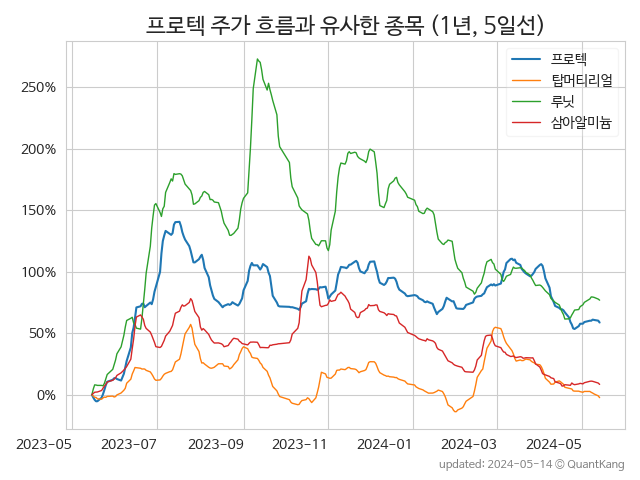 프로텍 주가 흐름과 유사한 종목 (1년, 5일선)
프로텍
탑머티리얼
루닛
삼아알미늄
250%
200%
150%
100%
50%
0%
2023-05 2023-07 2023-09 2023-11 2024-01 2024-03 2024-05
updated: 2024-05-14 @ QuantKang